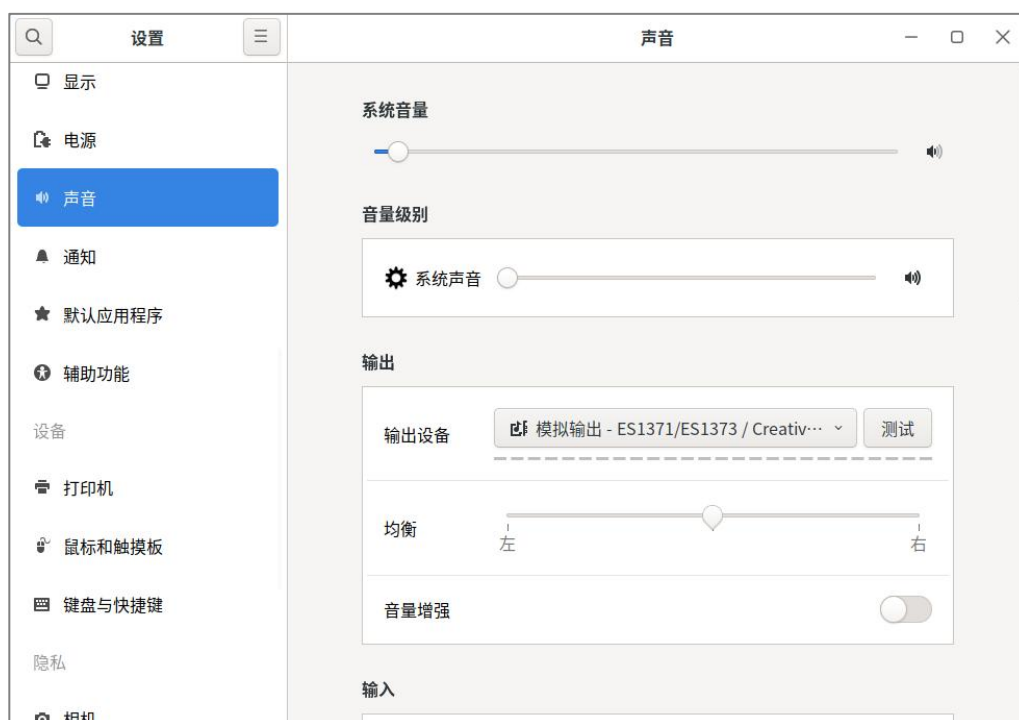 设置
声音
显示
电源
声音
通知
默认应用程序
辅助功能
设备
打印机
鼠标和触摸板
键盘与快捷键
隐私
相机
系统音量
音量级别
系统声音
输出
输出设备
模拟输出 - ES1371/ES1373 / Creativ…
测试
均衡
左
右
音量增强
输入